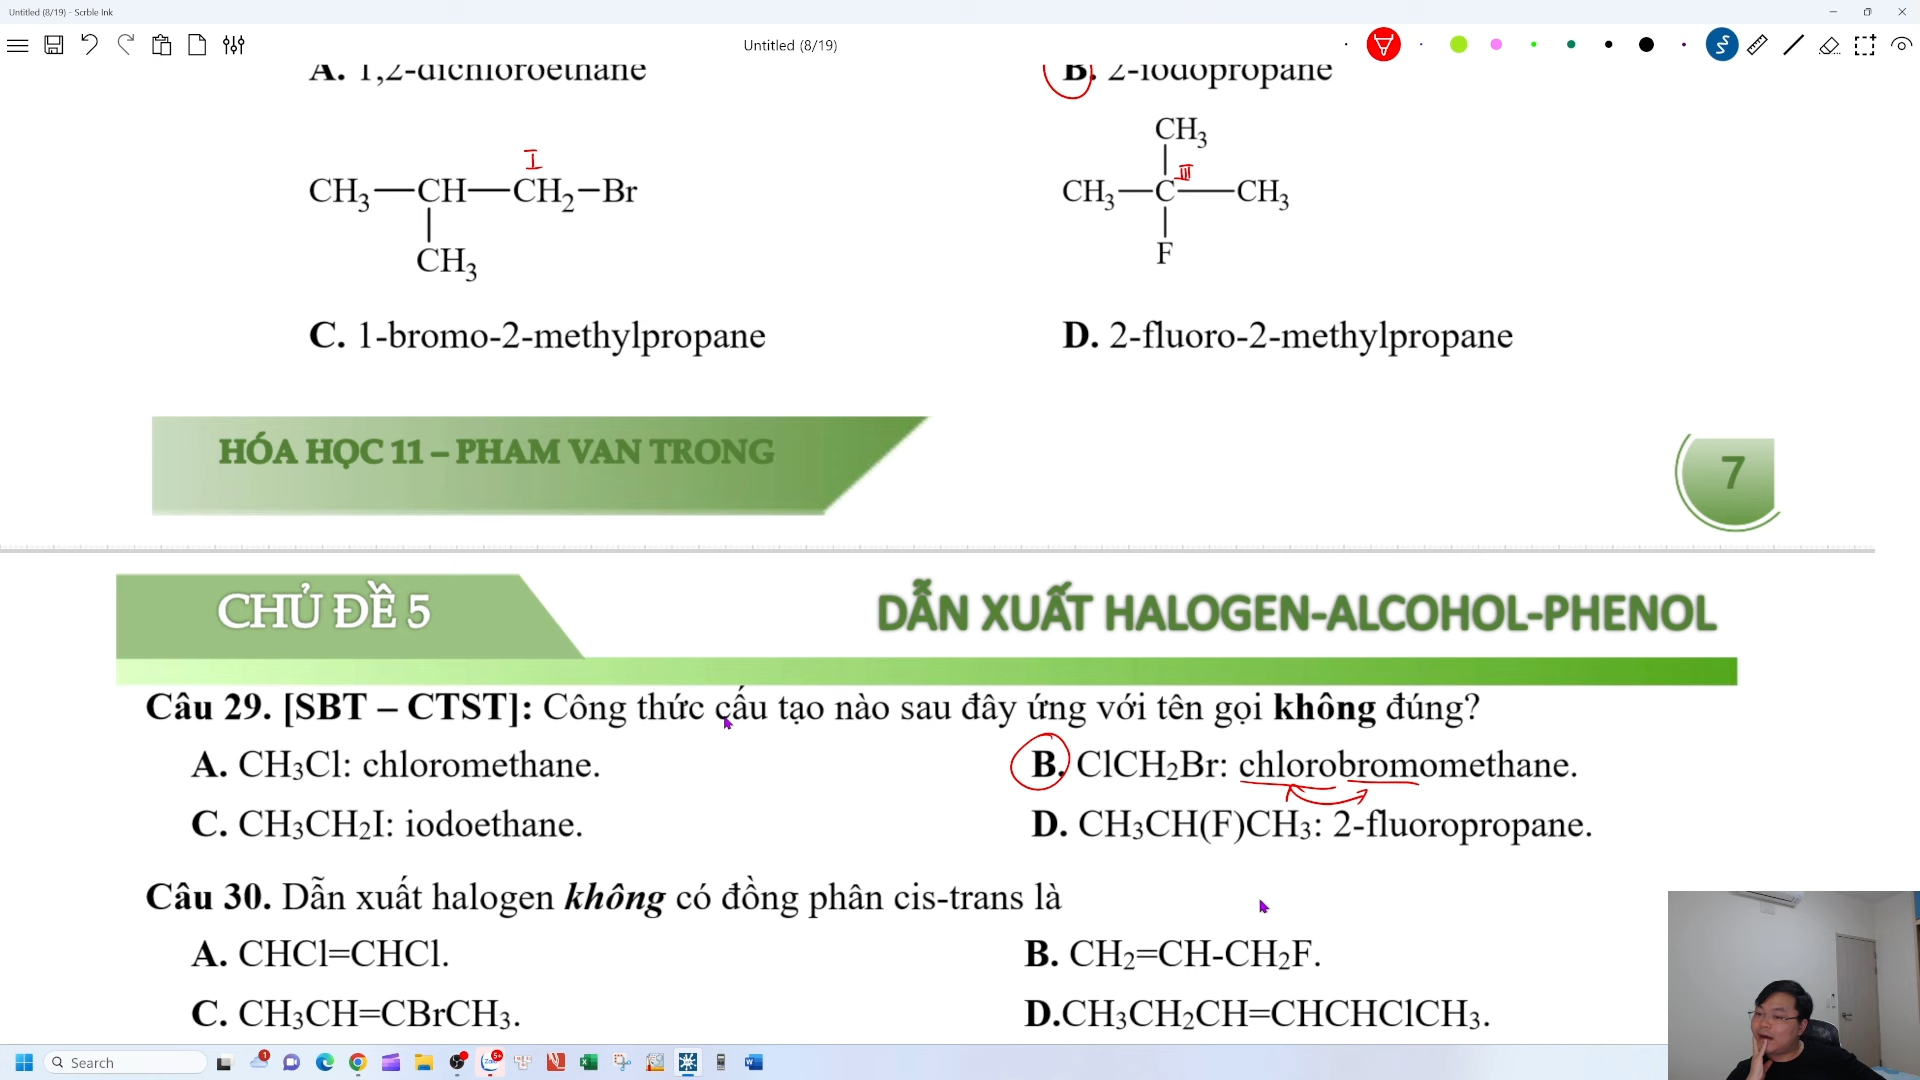 Untitled (8/19) - Scrble Ink
Untitled (8/19)
A. 1,2-dichloroethane
B. 2-iodopropane
CH3
I
III
CH3—CH—CH2—Br
CH3—C—CH3
CH3
F
C. 1-bromo-2-methylpropane
D. 2-fluoro-2-methylpropane
HÓA HỌC 11 – PHAM VAN TRONG
7
CHỦ ĐỀ 5
DẪN XUẤT HALOGEN-ALCOHOL-PHENOL
Câu 29. [SBT – CTST]: Công thức cấu tạo nào sau đây ứng với tên gọi không đúng?
A. CH3Cl: chloromethane.
B. ClCH2Br: chlorobromomethane.
C. CH3CH2I: iodoethane.
D. CH3CH(F)CH3: 2-fluoropropane.
Câu 30. Dẫn xuất halogen không có đồng phân cis-trans là
A. CHCl=CHCl.
B. CH2=CH-CH2F.
C. CH3CH=CBrCH3.
D.CH3CH2CH=CHCHClCH3.
Search